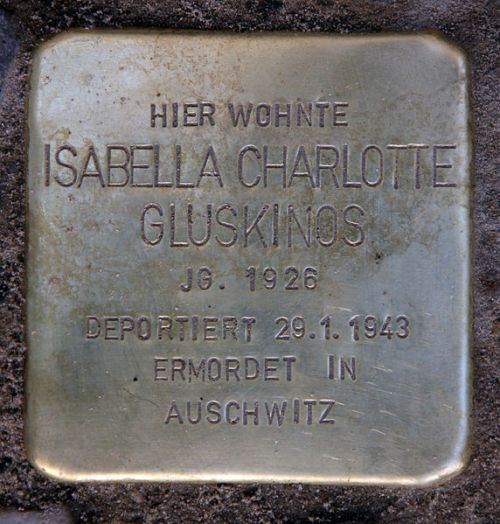 HIER WOHNTE
ISABELLA CHARLOTTE
GLUSKINOS
JG. 1926
DEPORTIERT 29.1.1943
ERMORDET IN
AUSCHWITZ